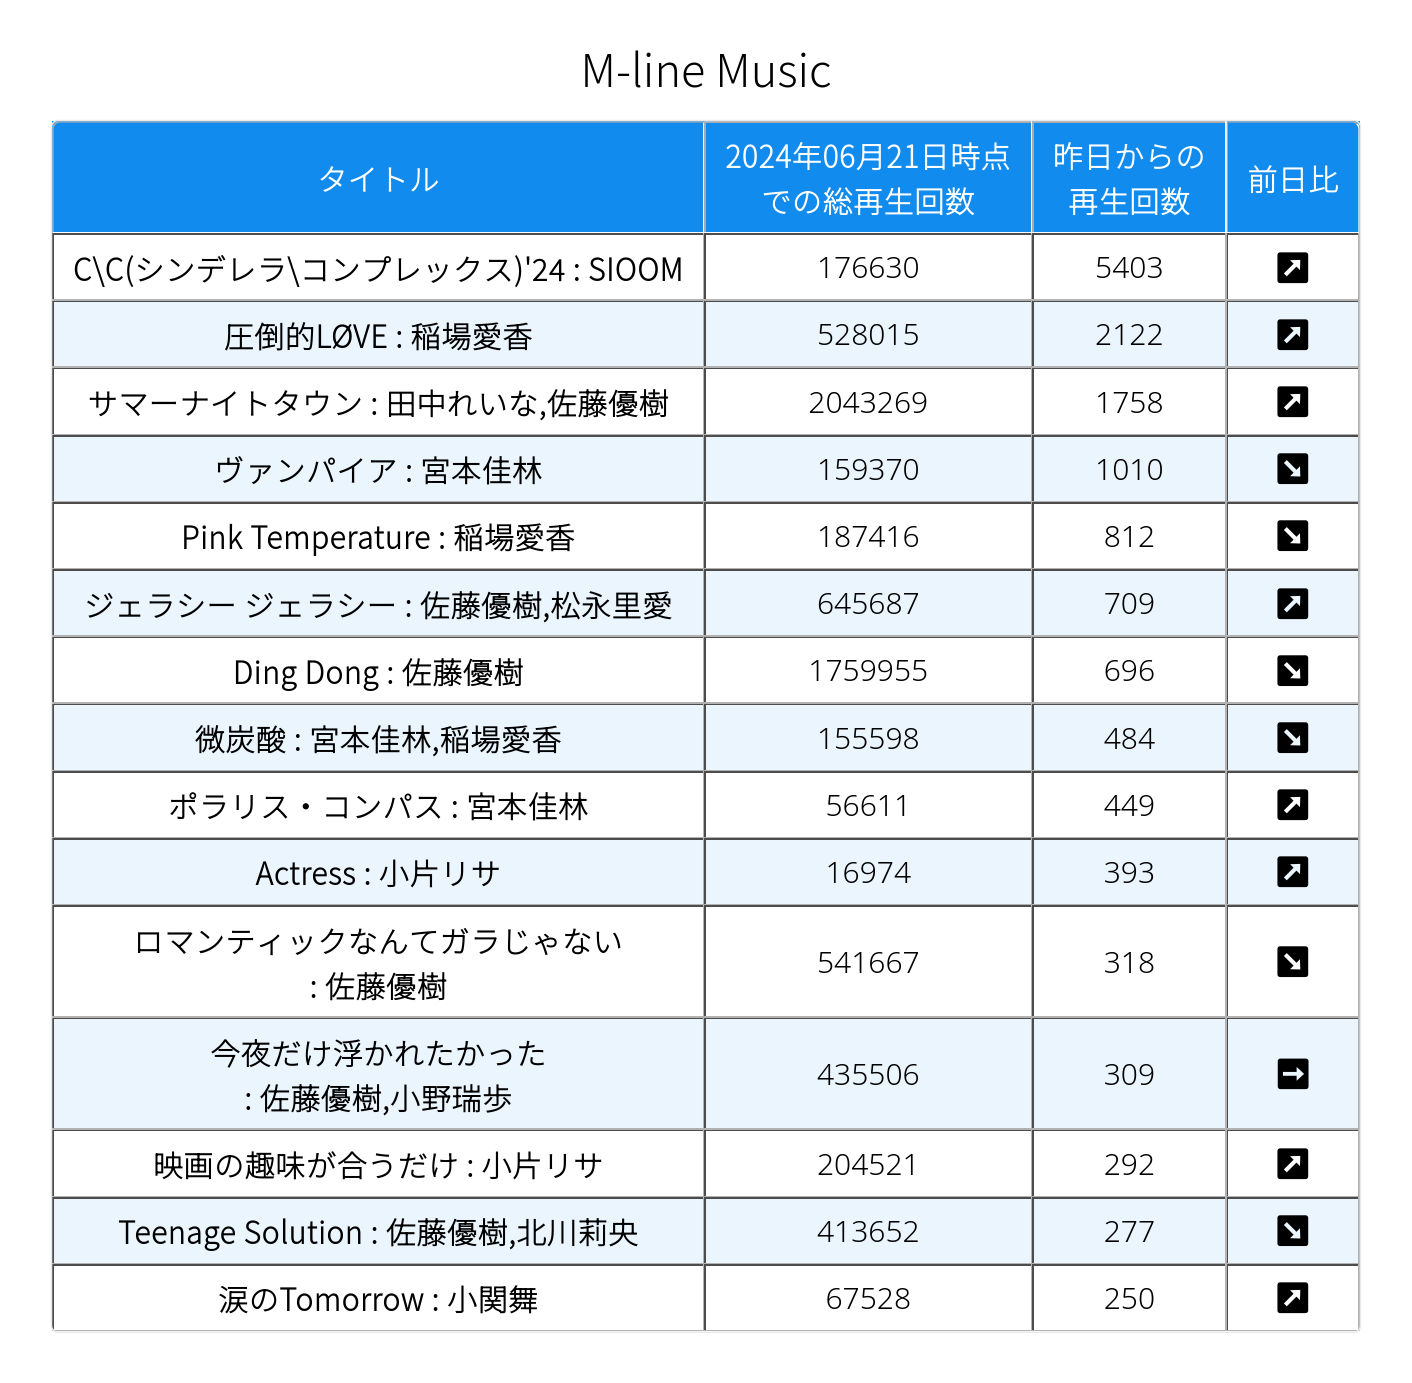 M-line Music
タイトル
2024年06月21日時点
での総再生回数
昨日からの
再生回数
前日比
C\C(シンデレラ\コンプレックス)'24 : SIOOM 176630 5403 ↗
圧倒的LØVE : 稲場愛香 528015 2122 ↗
サマーナイトタウン : 田中れいな,佐藤優樹 2043269 1758 ↗
ヴァンパイア : 宮本佳林 159370 1010 ↘
Pink Temperature : 稲場愛香 187416 812 ↘
ジェラシー ジェラシー : 佐藤優樹,松永里愛 645687 709 ↗
Ding Dong : 佐藤優樹 1759955 696 ↘
微炭酸 : 宮本佳林,稲場愛香 155598 484 ↘
ポラリス・コンパス : 宮本佳林 56611 449 ↗
Actress : 小片リサ 16974 393 ↗
ロマンティックなんてガラじゃない
: 佐藤優樹 541667 318 ↘
今夜だけ浮かれたかった
: 佐藤優樹,小野瑞歩 435506 309 →
映画の趣味が合うだけ : 小片リサ 204521 292 ↗
Teenage Solution : 佐藤優樹,北川莉央 413652 277 ↘
涙のTomorrow : 小関舞 67528 250 ↗